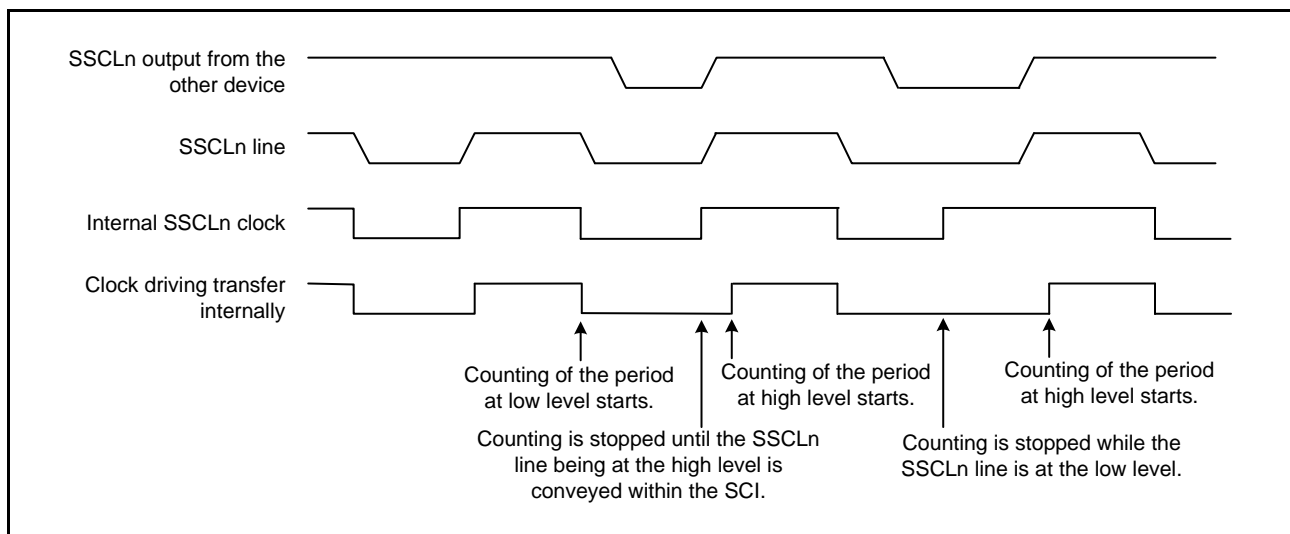 SSCLn output from the
other device
SSCLn line
Internal SSCLn clock
Clock driving transfer
internally
Counting of the period
at low level starts.
Counting of the period
at high level starts.
Counting of the period
at high level starts.
Counting is stopped until the SSCLn
line being at the high level is
conveyed within the SCI.
Counting is stopped while the
SSCLn line is at the low level.